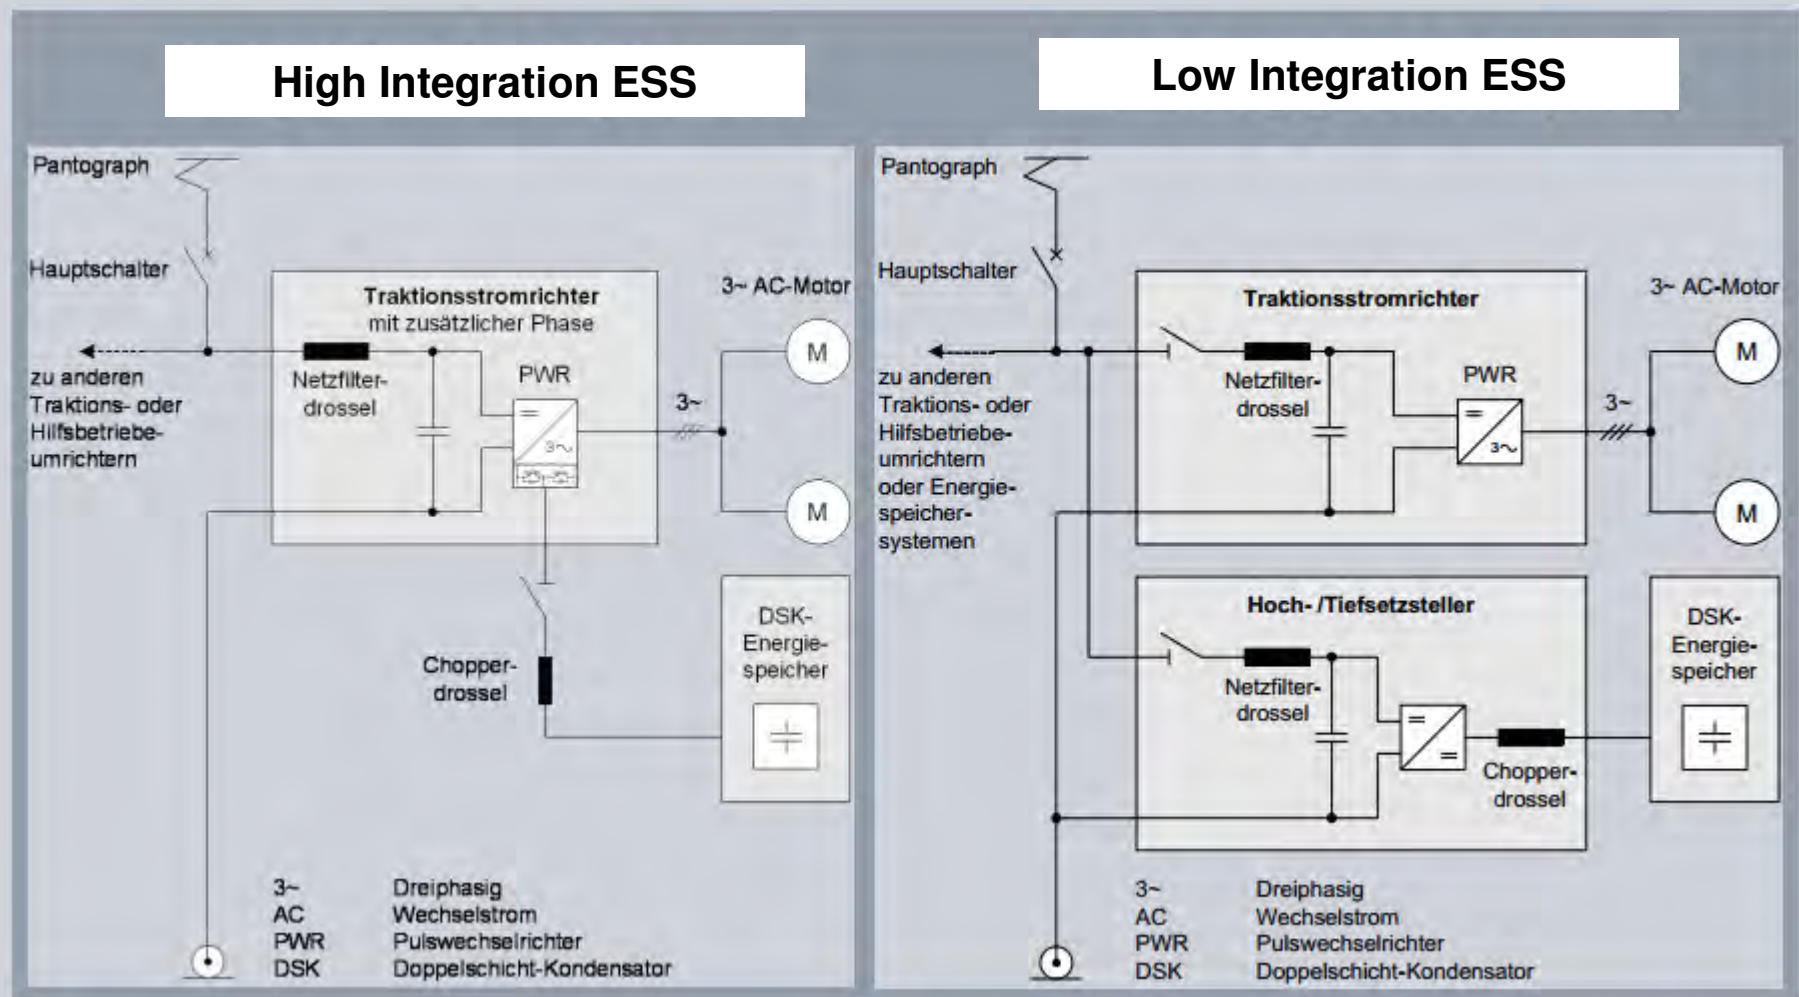 High Integration ESS
Pantograph
Hauptschalter
Traktionsstromrichter
mit zusätzlicher Phase
3~ AC-Motor
M
zu anderen
Traktions- oder
Hilfsbetriebe-
umrichtern
Netzfilter-
drossel
PWR
=
3~
3~
M
Chopper-
drossel
DSK-
Energie-
speicher
3~ Dreiphasig
AC Wechselstrom
PWR Pulswechselrichter
DSK Doppelschicht-Kondensator
Low Integration ESS
Pantograph
Hauptschalter
Traktionsstromrichter
3~ AC-Motor
M
zu anderen
Traktions- oder
Hilfsbetriebe-
umrichtern
oder Energie-
speicher-
systemen
Netzfilter-
drossel
PWR
=
3~
3~
M
Hoch- /Tiefsetzsteller
Netzfilter-
drossel
=
=
Chopper-
drossel
DSK-
Energie-
speicher
3~ Dreiphasig
AC Wechselstrom
PWR Pulswechselrichter
DSK Doppelschicht-Kondensator